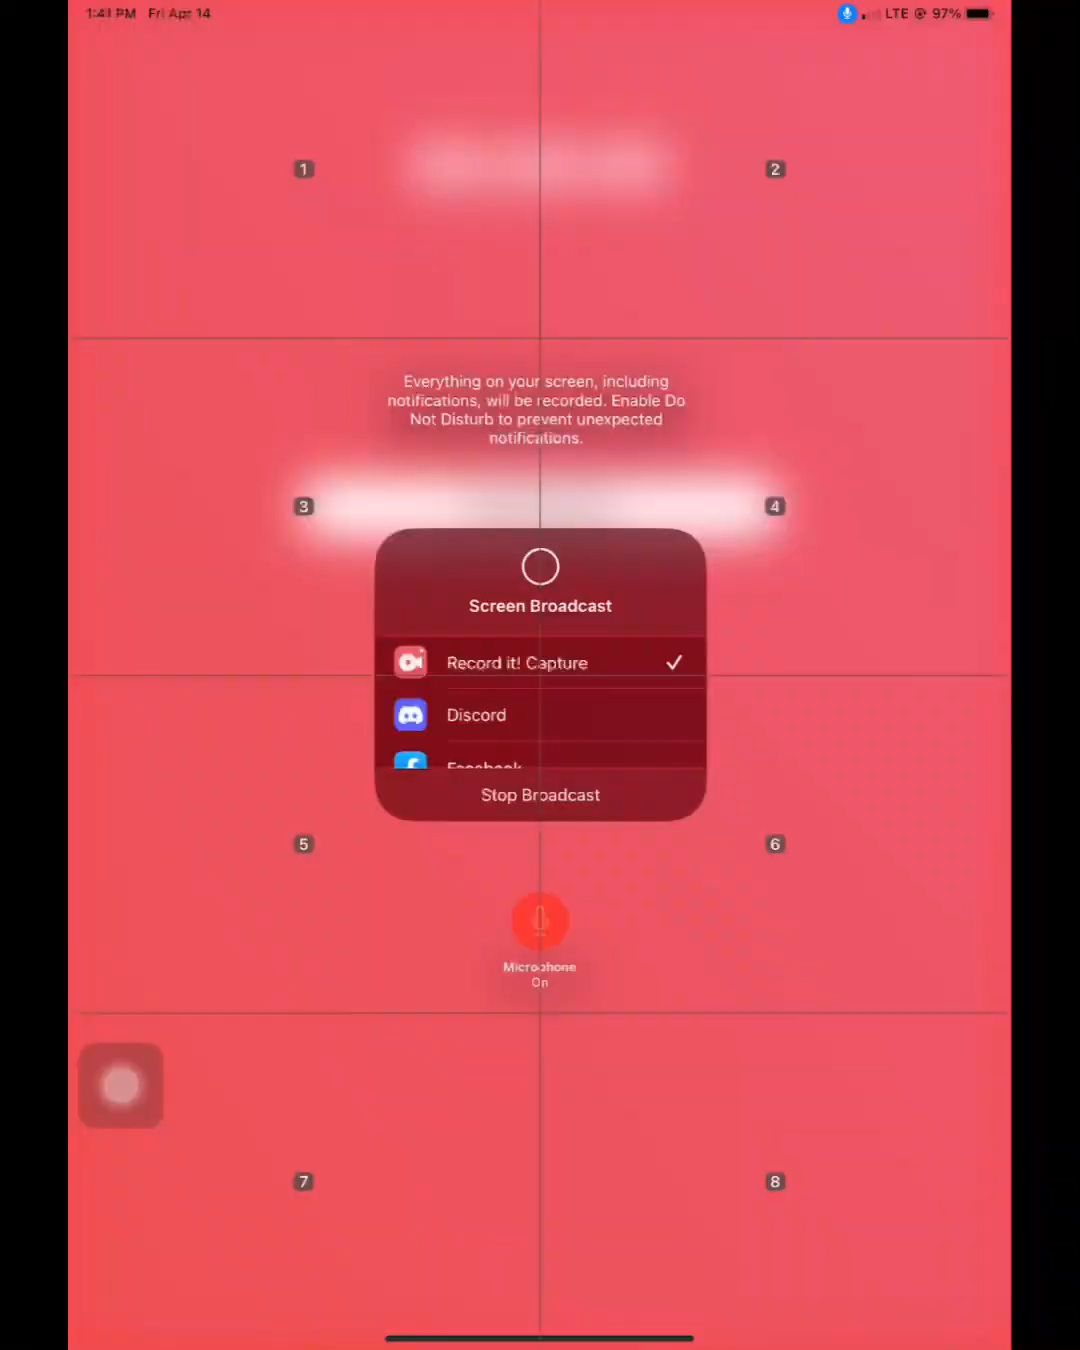 1:41 PM Fri Apr 14
LTE 97%
1
2
Everything on your screen, including
notifications, will be recorded. Enable Do
Not Disturb to prevent unexpected
notifications.
3
4
Screen Broadcast
Record it! Capture
Discord
Facebook
Stop Broadcast
5
6
Microphone
On
7
8